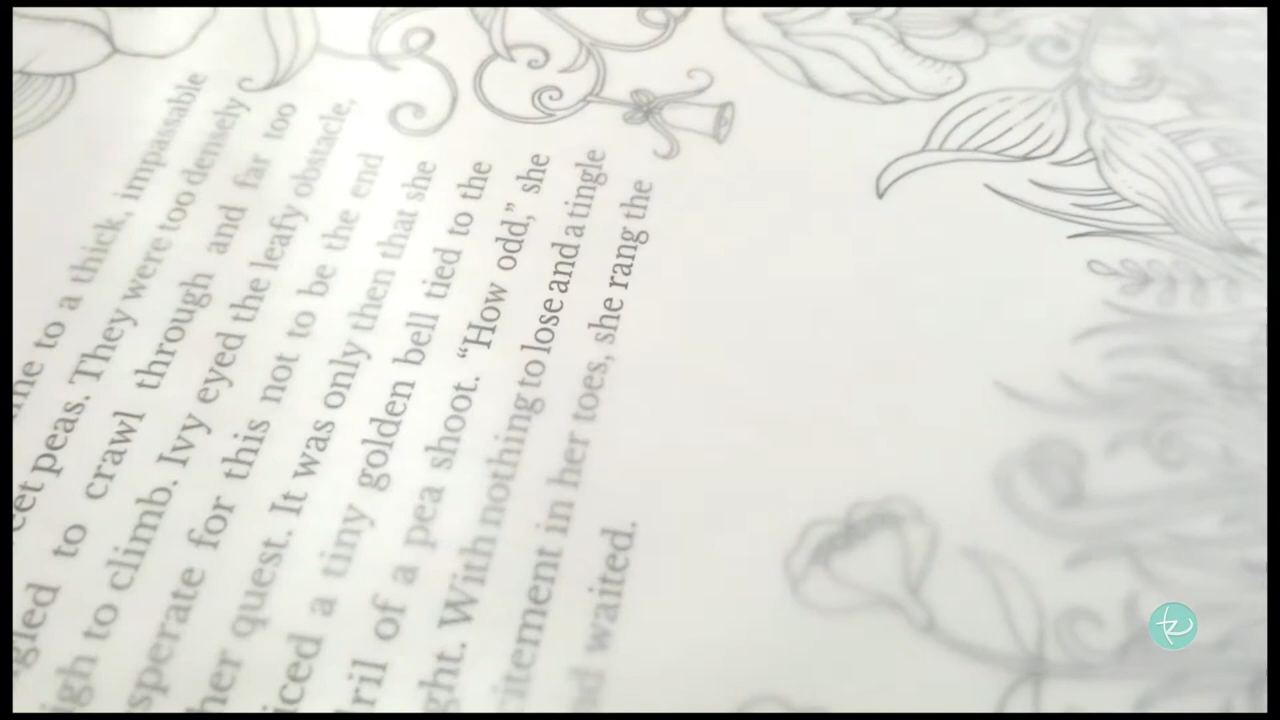 to a thick, impassable
peas. They were too densely
to crawl through and far too
to climb. Ivy eyed the leafy obstacle,
for this not to be the end
her quest. It was only then that she
a tiny golden bell tied to the
of a pea shoot. “How odd,” she
With nothing to lose and a tingle
in her toes, she rang the
waited.